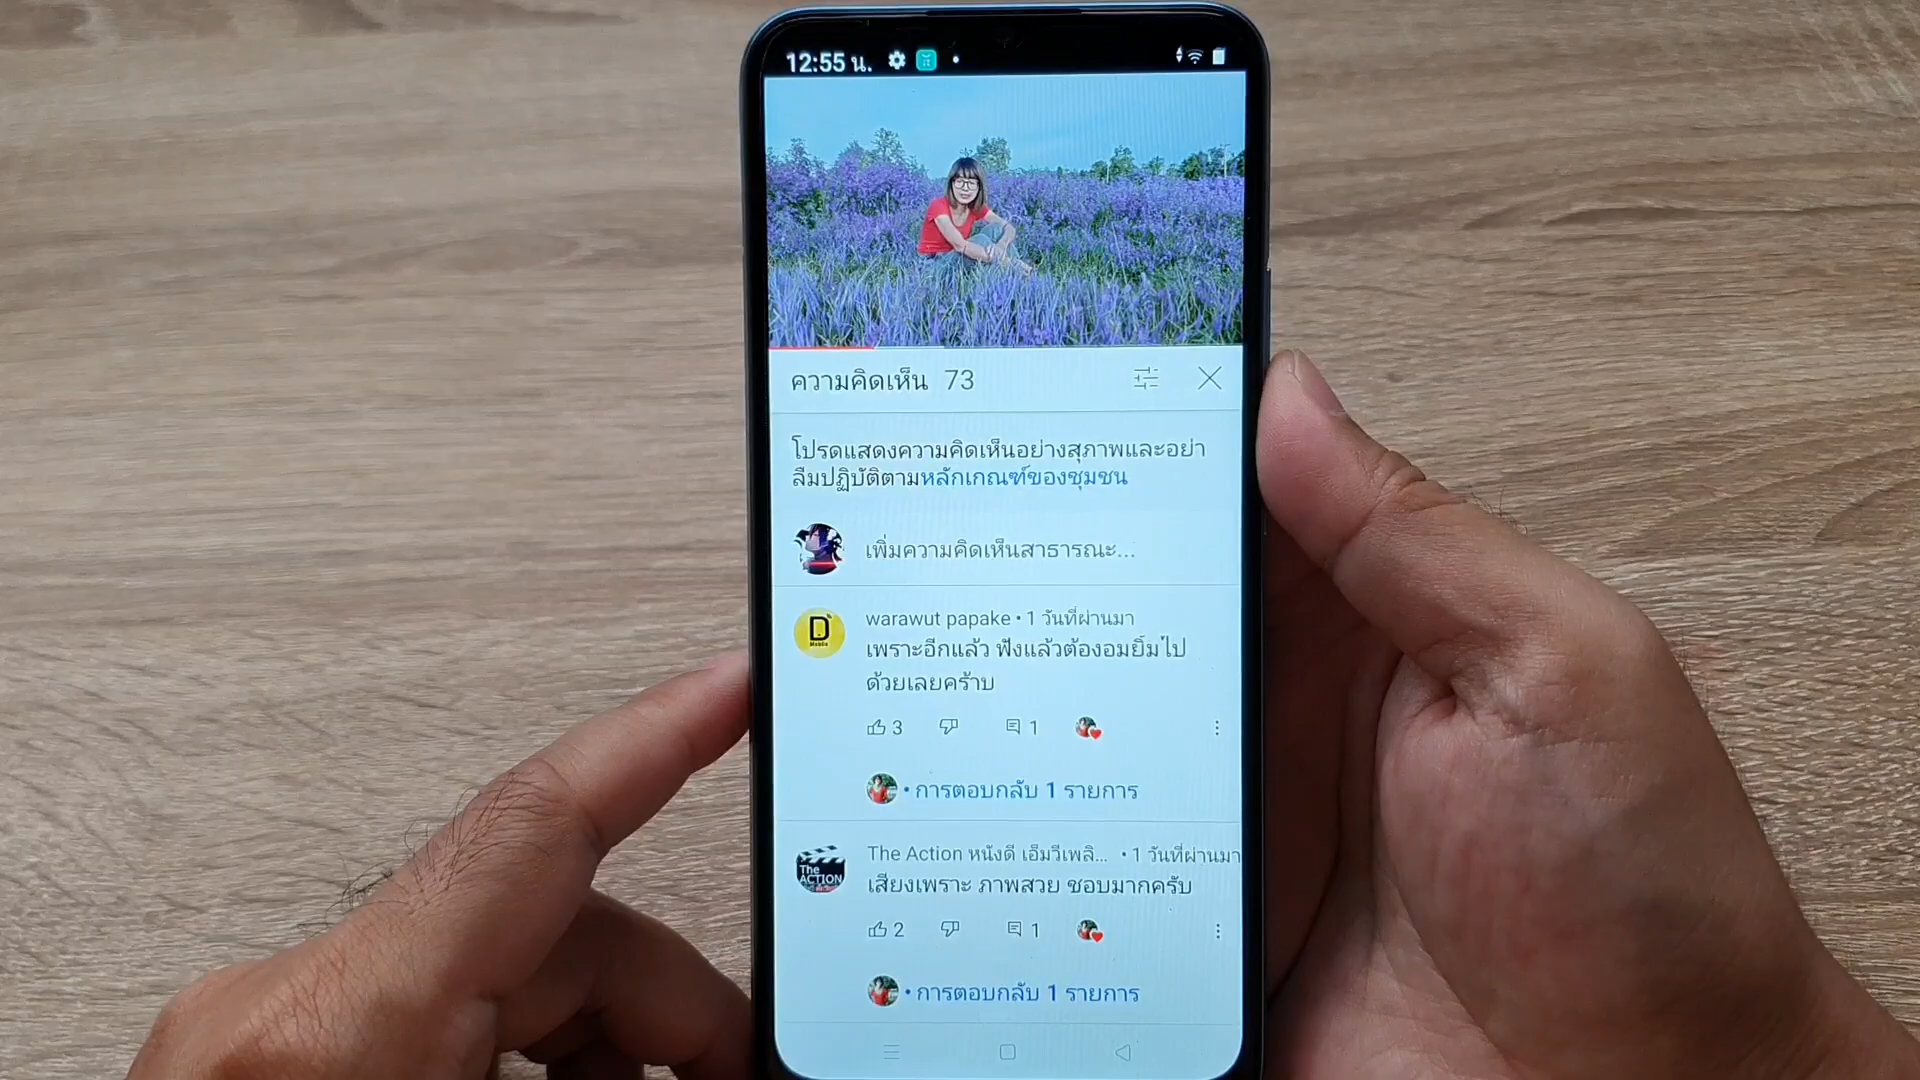 12:55 น.
ความคิดเห็น 73
โปรดแสดงความคิดเห็นอย่างสุภาพและอย่า
ลืมปฏิบัติตามหลักเกณฑ์ของชุมชน
เพิ่มความคิดเห็นสาธารณะ...
D
Mobile
warawut papake • 1 วันที่ผ่านมา
เพราะอีกแล้ว ฟังแล้วต้องอมยิ้มไป
ด้วยเลยคร้าบ
3 1
• การตอบกลับ 1 รายการ
The
ACTION
The Action หนังดี เอ็มวีเพลิ... • 1 วันที่ผ่านมา
เสียงเพราะ ภาพสวย ชอบมากครับ
2 1
• การตอบกลับ 1 รายการ